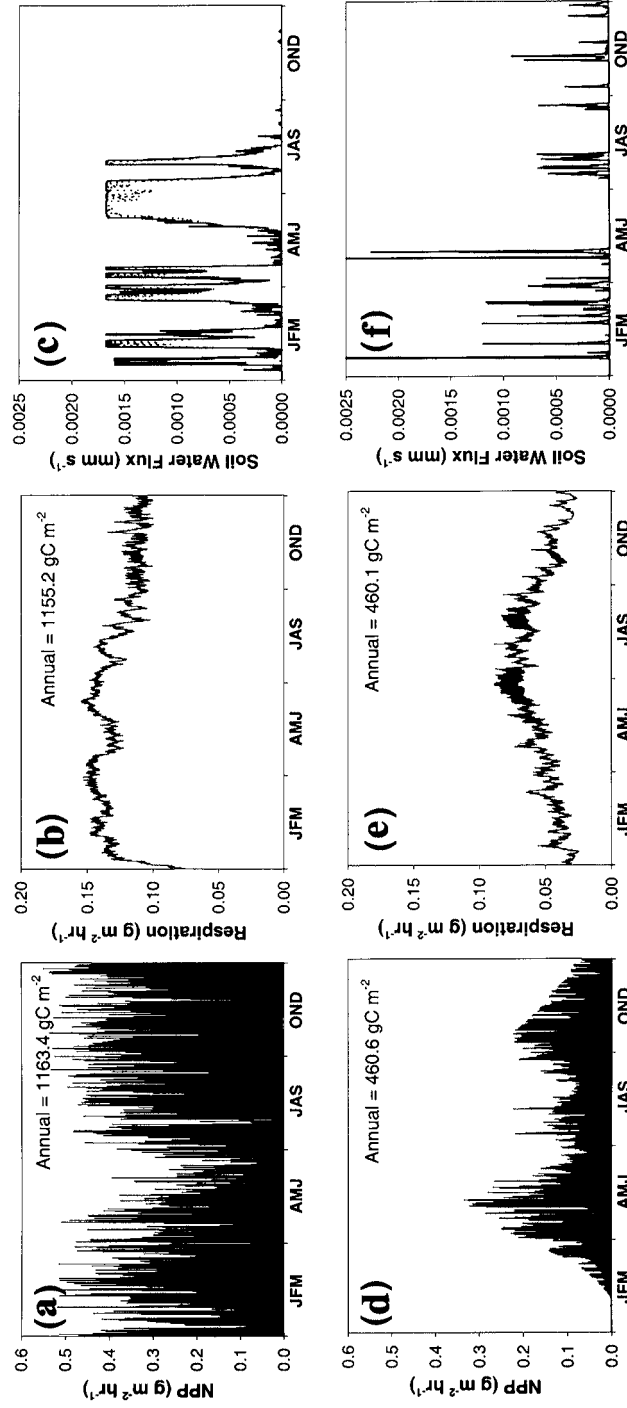 (a)
Annual = 1163.4 gC m-2
NPP (g m-2 hr-1)
0.6
0.5
0.4
0.3
0.2
0.1
0.0
JFM AMJ JAS OND
(b)
Annual = 1155.2 gC m-2
Respiration (g m-2 hr-1)
0.20
0.15
0.10
0.05
0.00
JFM AMJ JAS OND
(c)
Soil Water Flux (mm s-1)
0.0025
0.0020
0.0015
0.0010
0.0005
0.0000
JFM AMJ JAS OND
(d)
Annual = 460.6 gC m-2
NPP (g m-2 hr-1)
0.6
0.5
0.4
0.3
0.2
0.1
0.0
JFM AMJ JAS OND
(e)
Annual = 460.1 gC m-2
Respiration (g m-2 hr-1)
0.20
0.15
0.10
0.05
0.00
JFM AMJ JAS OND
(f)
Soil Water Flux (mm s-1)
0.0025
0.0020
0.0015
0.0010
0.0005
0.0000
JFM AMJ JAS OND